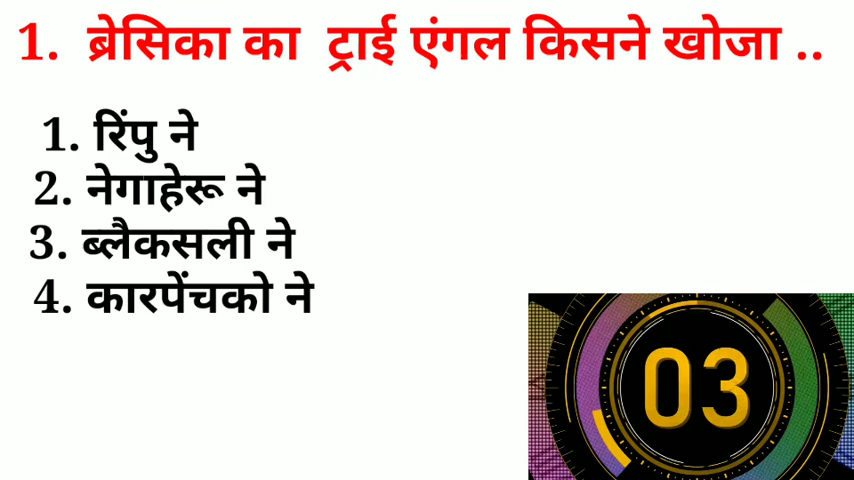 1. ब्रेसिका का ट्राई एंगल किसने खोजा ..
1. रिंपु ने
2. नेगाहेरू ने
3. ब्लैकसली ने
4. कारपेंचको ने
03